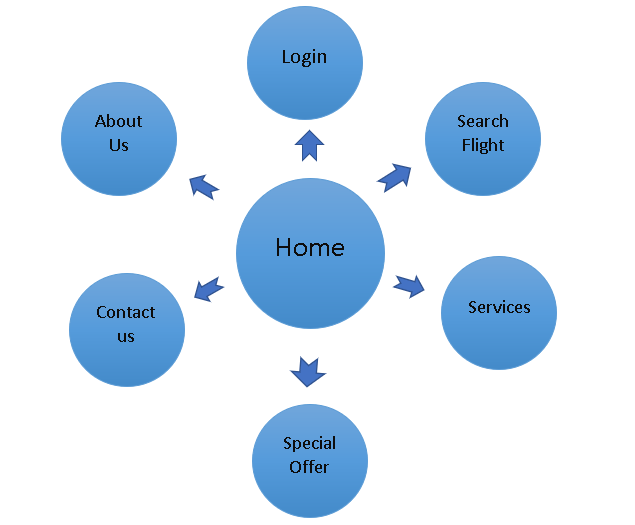 Login
About
Us
Search
Flight
Home
Contact
us
Services
Special
Offer